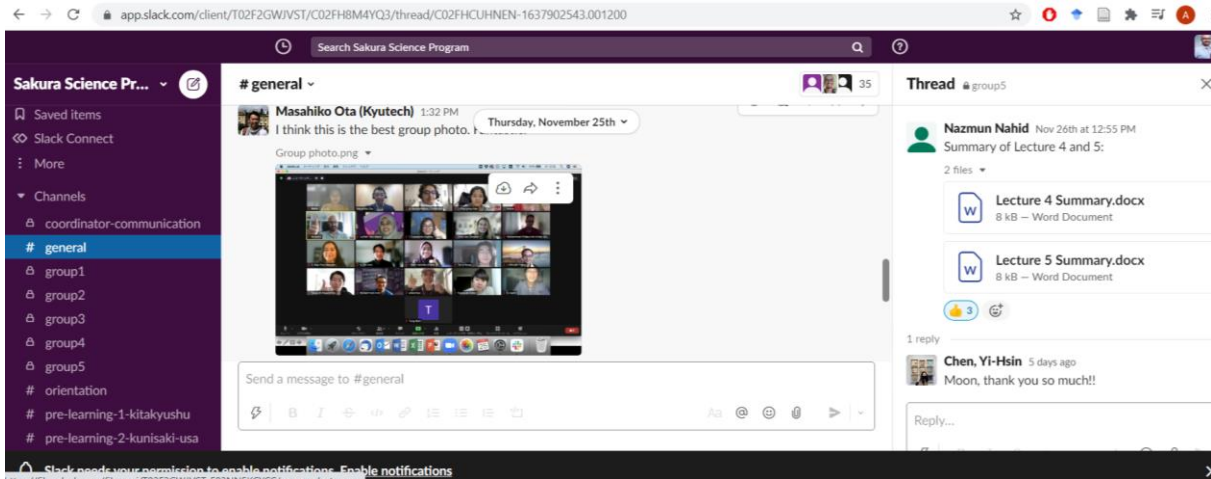 app.slack.com/client/T02F2GWJVST/C02FH8M4YQ3/thread/C02FHCUHNEN-1637902543.001200
A
Search Sakura Science Program
Sakura Science Pr...
Saved items
Slack Connect
More
Channels
coordinator-communication
# general
group1
group2
group3
group4
group5
# orientation
# pre-learning-1-kitakyushu
# pre-learning-2-kunisaki-usa
# general
35
Masahiko Ota (Kyutech) 1:32 PM
Thursday, November 25th
I think this is the best group photo.
Group photo.png
T
Send a message to #general
B I
Aa @
Thread group5
Nazmun Nahid Nov 26th at 12:55 PM
Summary of Lecture 4 and 5:
2 files
W
Lecture 4 Summary.docx
8 kB — Word Document
W
Lecture 5 Summary.docx
8 kB — Word Document
3
1 reply
Chen, Yi-Hsin 5 days ago
Moon, thank you so much!!
Reply...
Slack needs your permission to enable notifications. Enable notifications